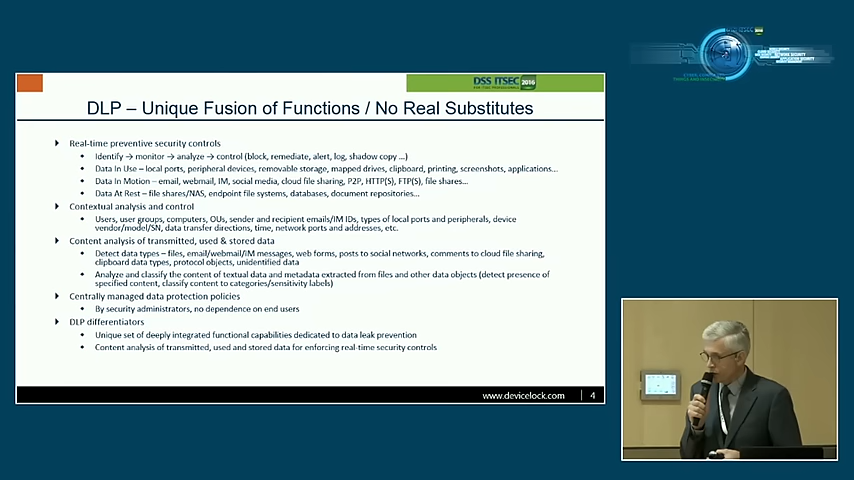 DSS ITSEC 2016
DLP – Unique Fusion of Functions / No Real Substitutes
Real-time preventive security controls
Identify → monitor → analyze → control (block, remediate, alert, log, shadow copy ...)
Data In Use – local ports, peripheral devices, removable storage, mapped drives, clipboard, printing, screenshots, applications...
Data In Motion – email, webmail, IM, social media, cloud file sharing, P2P, HTTP(S), FTP(S), file shares...
Data At Rest – file shares/NAS, endpoint file systems, databases, document repositories...
Contextual analysis and control
Users, user groups, computers, OUs, sender and recipient emails/IM IDs, types of local ports and peripherals, device
vendor/model/SN, data transfer directions, time, network ports and addresses, etc.
Content analysis of transmitted, used & stored data
Detect data types – files, email/webmail/IM messages, web forms, posts to social networks, comments to cloud file sharing,
clipboard data types, protocol objects, unidentified data
Analyze and classify the content of textual data and metadata extracted from files and other data objects (detect presence of
specified content, classify content to categories/sensitivity labels)
Centrally managed data protection policies
By security administrators, no dependence on end users
DLP differentiators
Unique set of deeply integrated functional capabilities dedicated to data leak prevention
Content analysis of transmitted, used and stored data for enforcing real-time security controls
www.devicelock.com
4